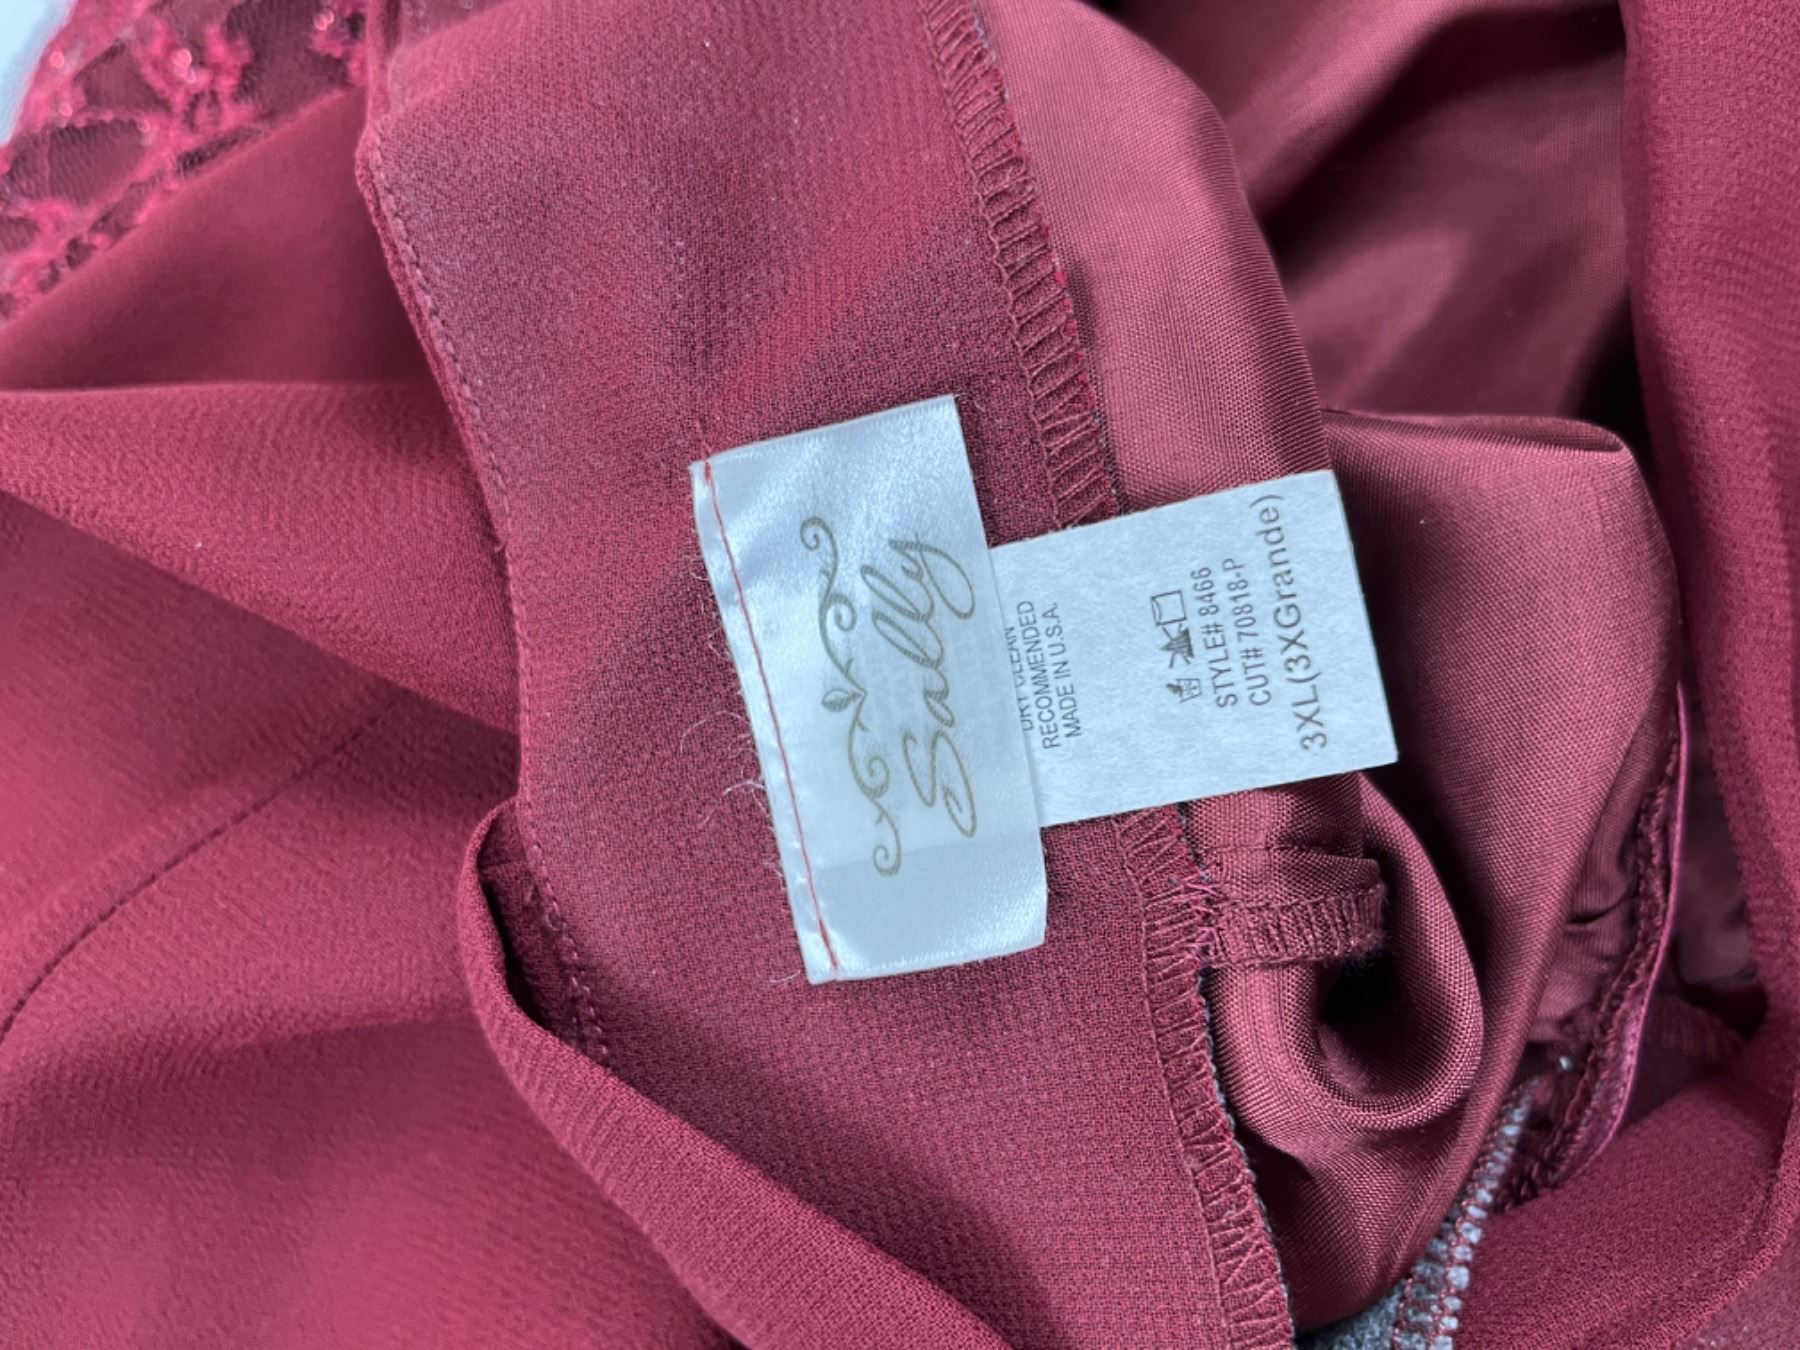 Sally
DRY CLEAN
RECOMMENDED
MADE IN U.S.A.
STYLE# 8466
CUT# 70818-P
3XL(3XGrande)